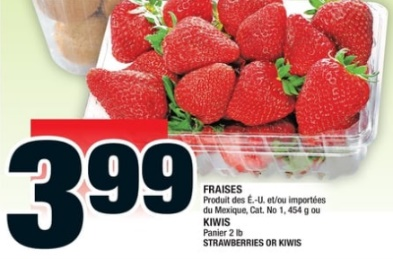 3.99
FRAISES
Produit des É.-U. et/ou importées
du Mexique, Cat. No 1, 454 g ou
KIWIS
Panier 2 lb
STRAWBERRIES OR KIWIS